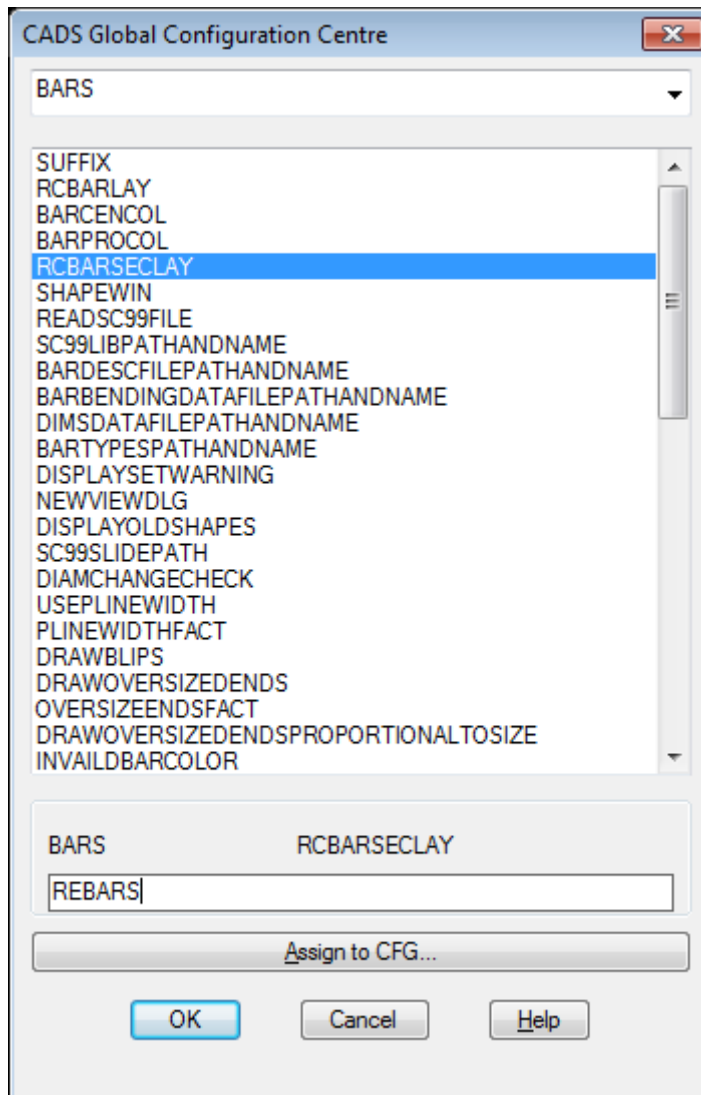 CADS Global Configuration Centre
BARS
SUFFIX
RCBARLAY
BARCENCOL
BARPROCOL
RCBARSECLAY
SHAPEWIN
READSC99FILE
SC99LIBPATHANDNAME
BARDESCFILEPATHANDNAME
BARBENDINGDATAFILEPATHANDNAME
DIMSDATAFILEPATHANDNAME
BARTYPESPATHANDNAME
DISPLAYSETWARNING
NEWVIEWDLG
DISPLAYOLDSHAPES
SC99SLIDEPATH
DIAMCHANGECHECK
USEPLINEWIDTH
PLINEWIDTHFACT
DRAWBLIPS
DRAWOVERSIZEDENDS
OVERSIZEENDSFACT
DRAWOVERSIZEDENDSPROPORTIONALTOSIZE
INVAILDBARCOLOR
BARS RCBARSECLAY
REBARS
Assign to CFG...
OK Cancel Help